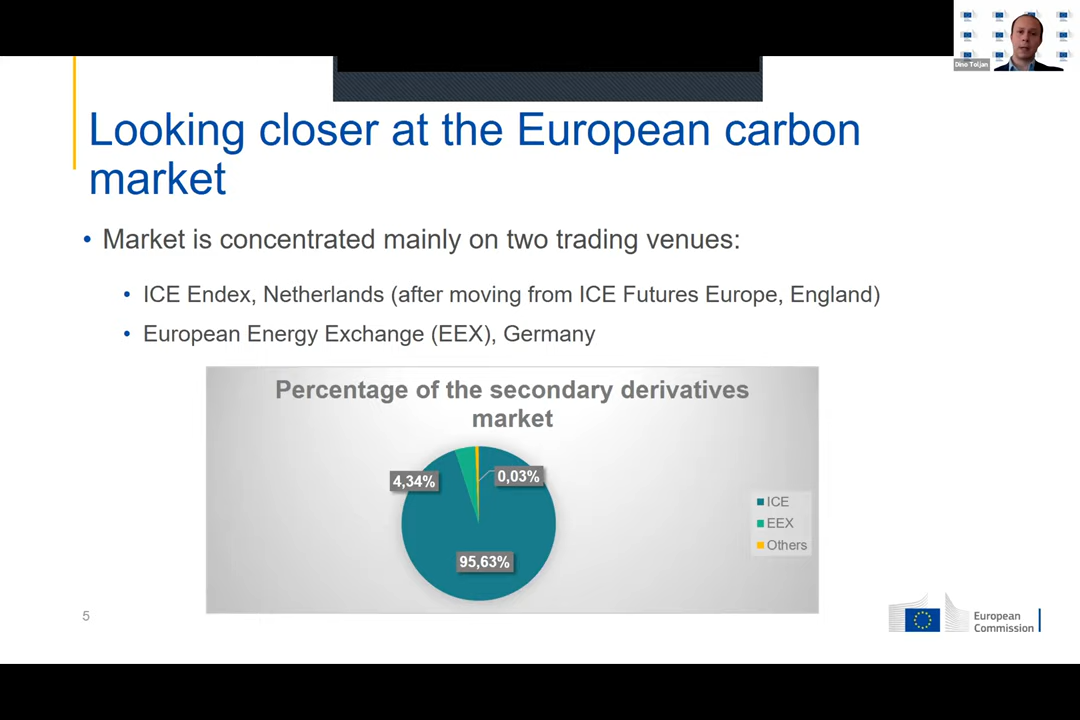 Dino Toljan
Looking closer at the European carbon
market
• Market is concentrated mainly on two trading venues:
• ICE Endex, Netherlands (after moving from ICE Futures Europe, England)
• European Energy Exchange (EEX), Germany
Percentage of the secondary derivatives
market
4,34%
0,03%
95,63%
ICE
EEX
Others
5
European
Commission